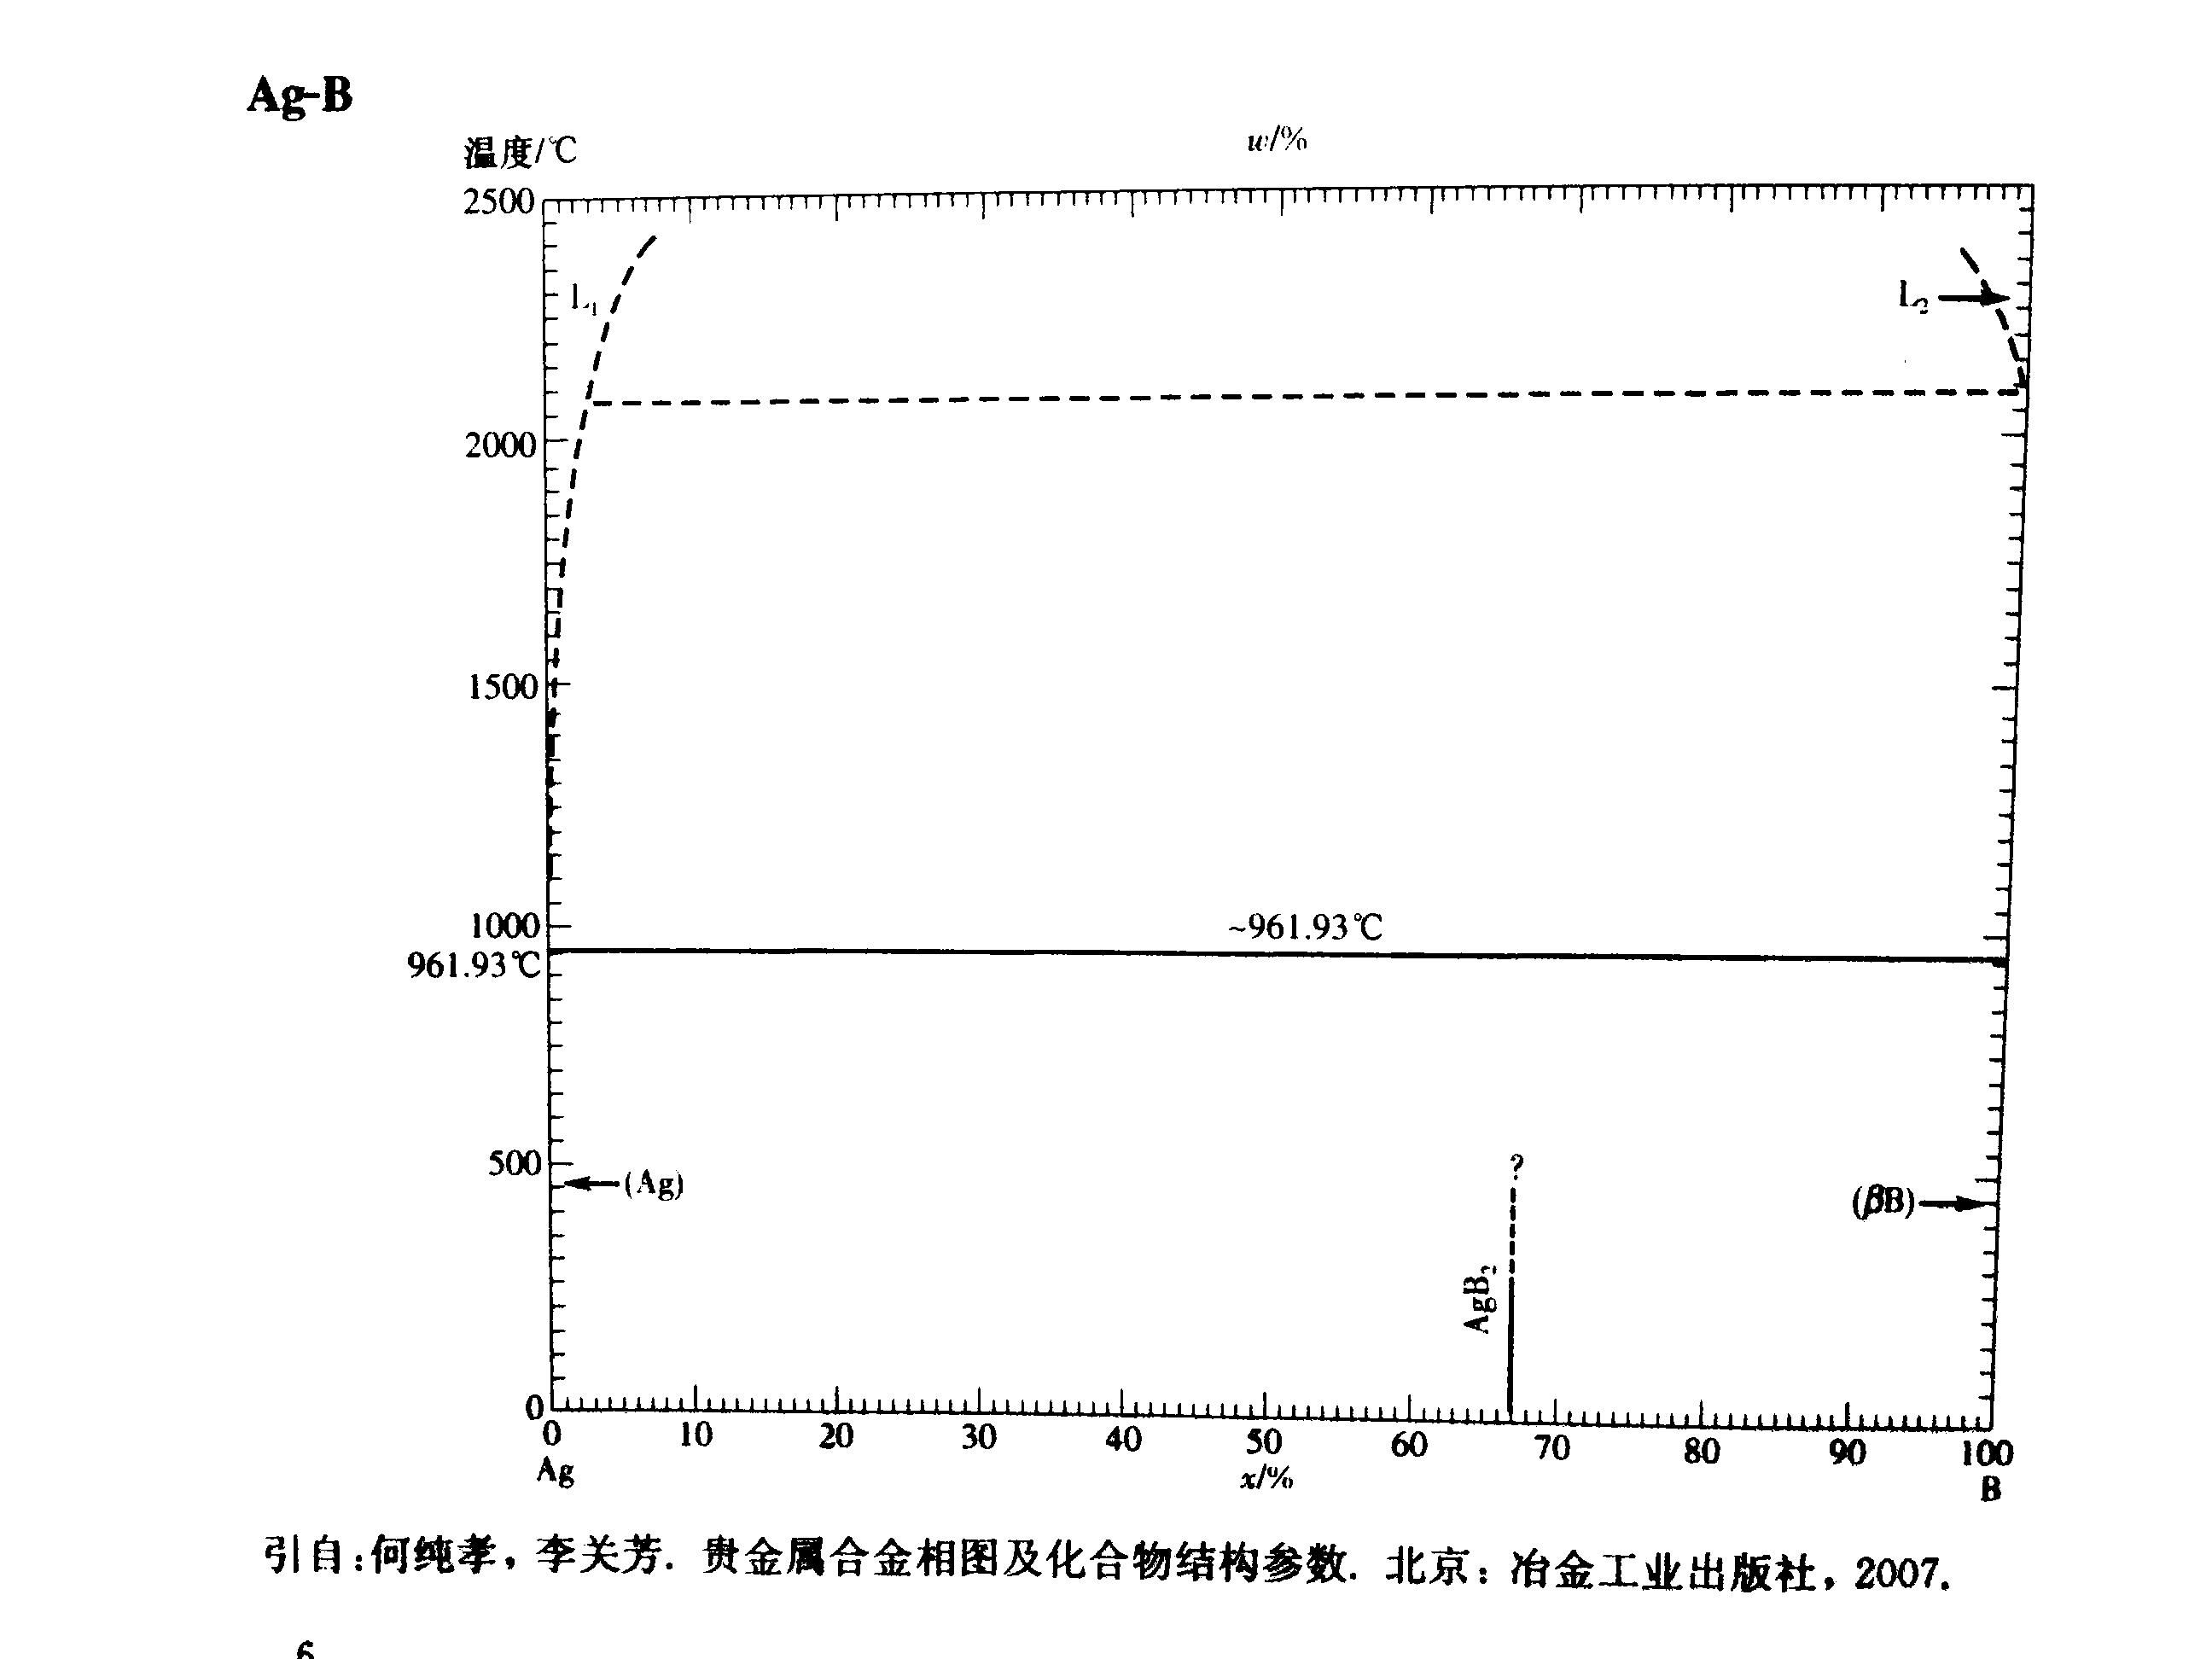 Ag-B
温度/℃
w/%
2500
L₁
L₂
2000
1500
1000
~961.93℃
961.93℃
500
(Ag)
?
(βB)
AgB₂
0
0 10 20 30 40 50 60 70 80 90 100
Ag
x/%
B
引自:何纯孝, 李关芳. 贵金属合金相图及化合物结构参数. 北京: 冶金工业出版社, 2007.
6